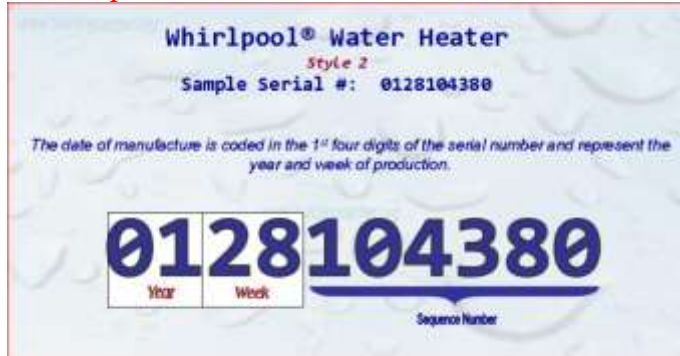 Whirlpool® Water Heater
Style 2
Sample Serial #: 0128104380
The date of manufacture is coded in the 1st four digits of the serial number and represent the
year and week of production.
0128104380
Year Week
Sequence Number